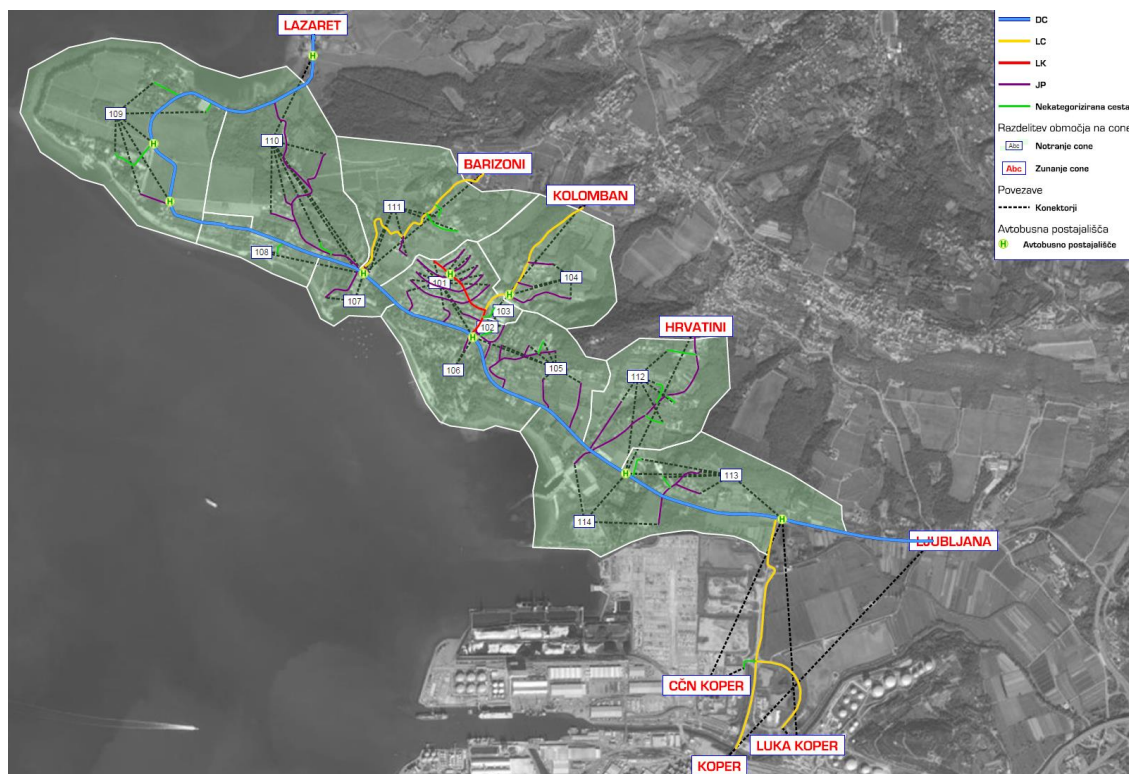 LAZARET
DC
LC
LK
JP
Nekategorizirana cesta
Razdelitev območja na cone
Abc Notranje cone
Abc Zunanje cone
Povezave
Konektorji
Avtobusna postajališča
H Avtobusno postajališče
H
109
110
H
BARIZONI
KOLOMBAN
H
111
108
H
107
H
101
104
H
103
102
H
HRVATINI
106
105
112
H
113
114
H
LJUBLJANA
CČN KOPER
LUKA KOPER
KOPER